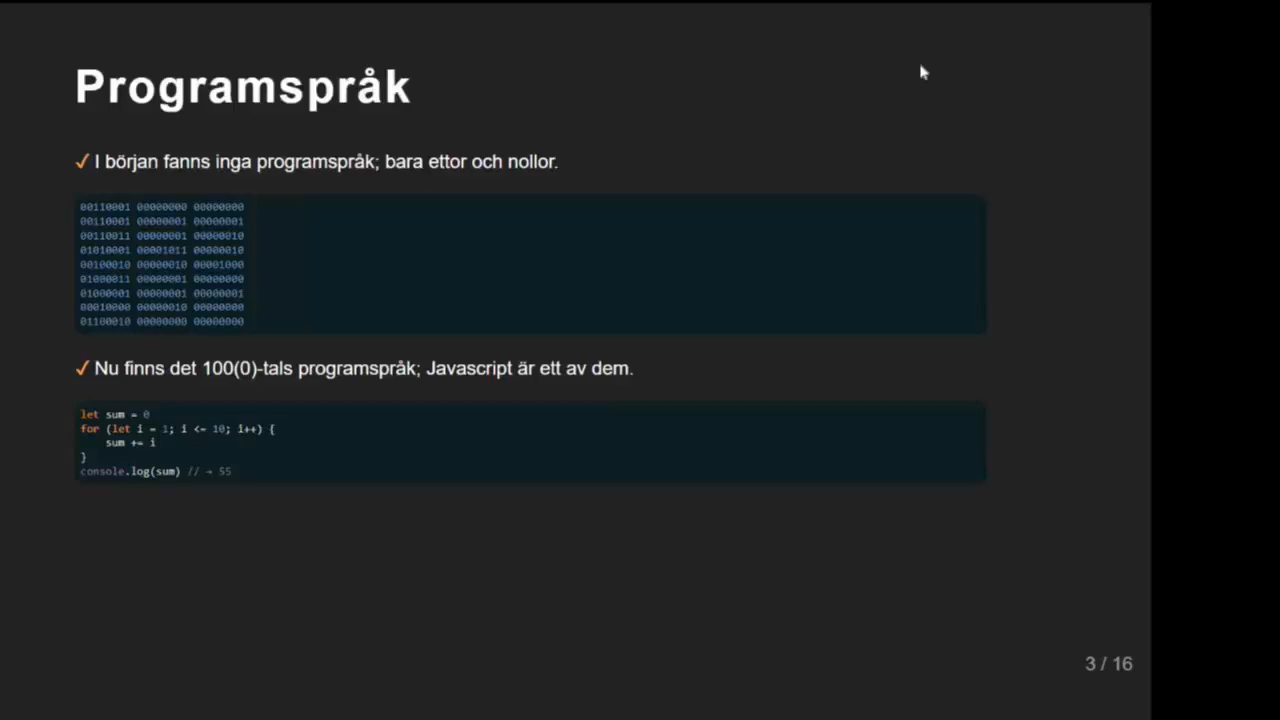 Programspråk
✓ I början fanns inga programspråk; bara ettor och nollor.
00110001 00000000 00000000
00110001 00000001 00000001
00110011 00000001 00000010
01010001 00001011 00000010
00100010 00000010 00001000
01000011 00000001 00000000
01000001 00000001 00000001
00010000 00000010 00000000
01100010 00000000 00000000
✓ Nu finns det 100(0)-tals programspråk; Javascript är ett av dem.
let sum = 0
for (let i = 1; i <= 10; i++) {
    sum += i
}
console.log(sum) // → 55
3 / 16